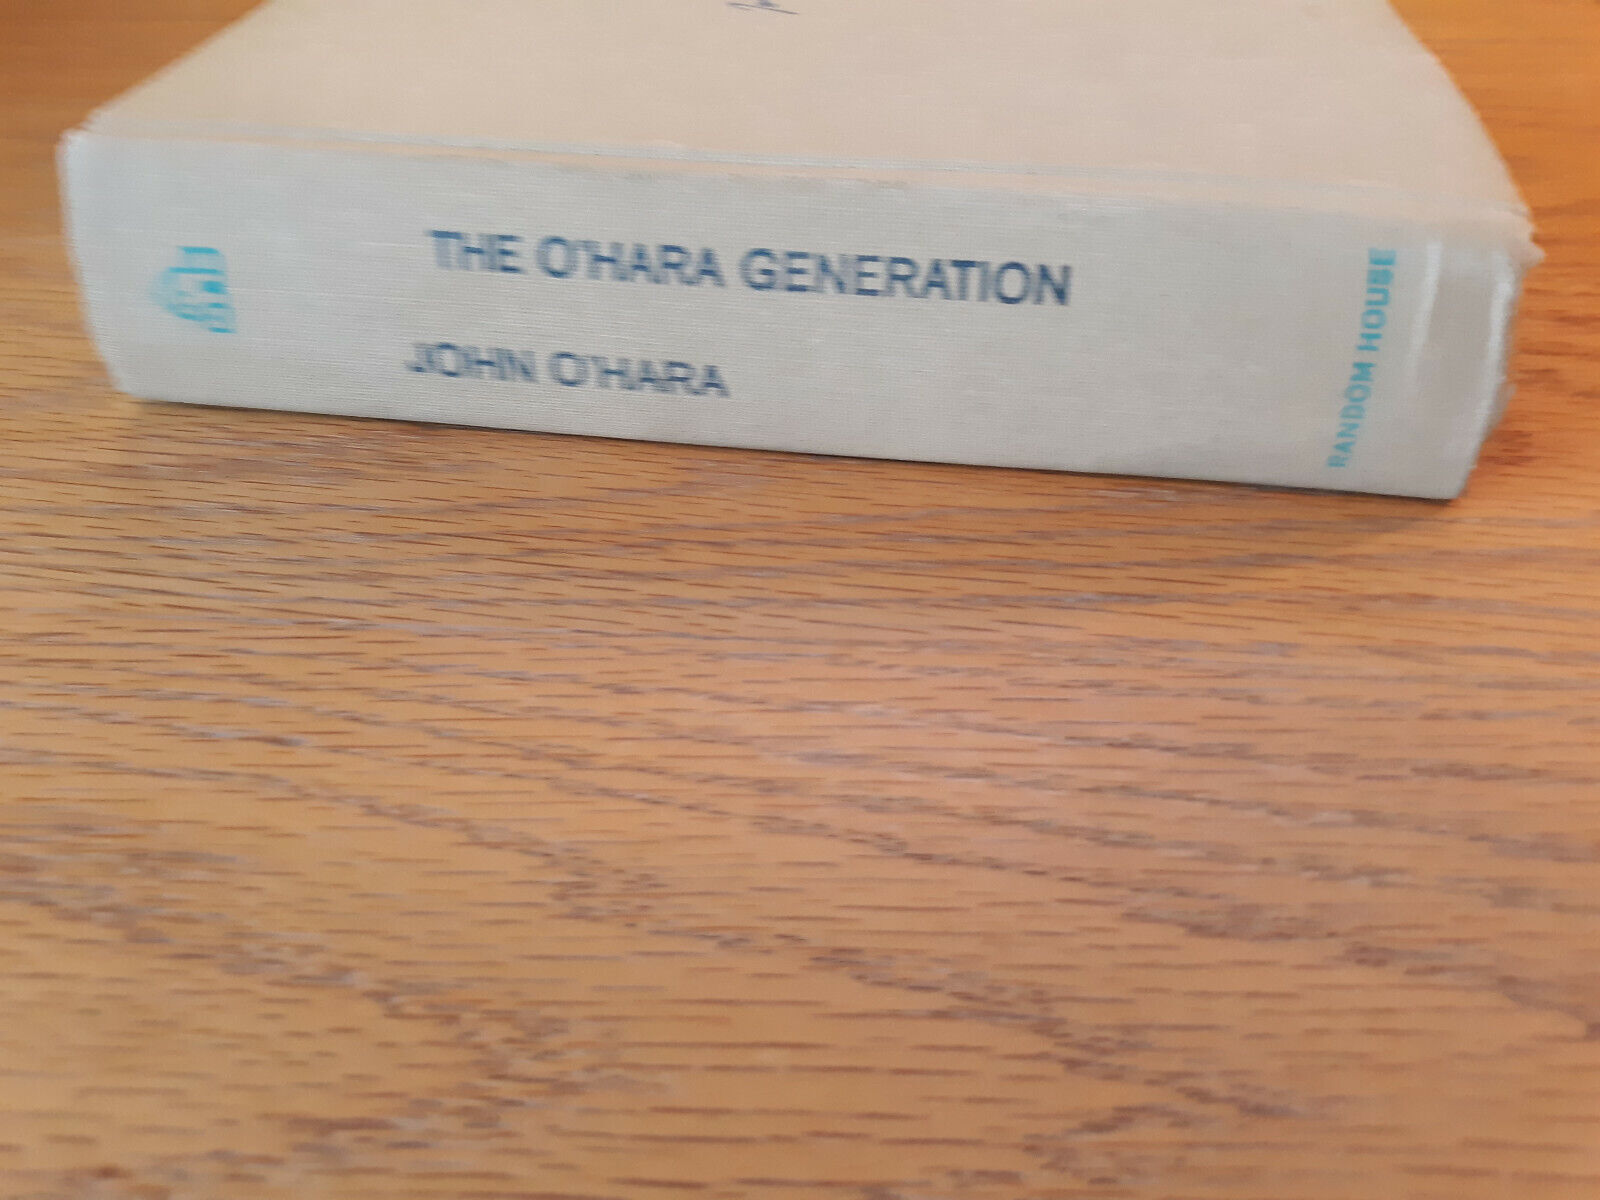 THE O'HARA GENERATION
JOHN O'HARA
RANDOM HOUSE